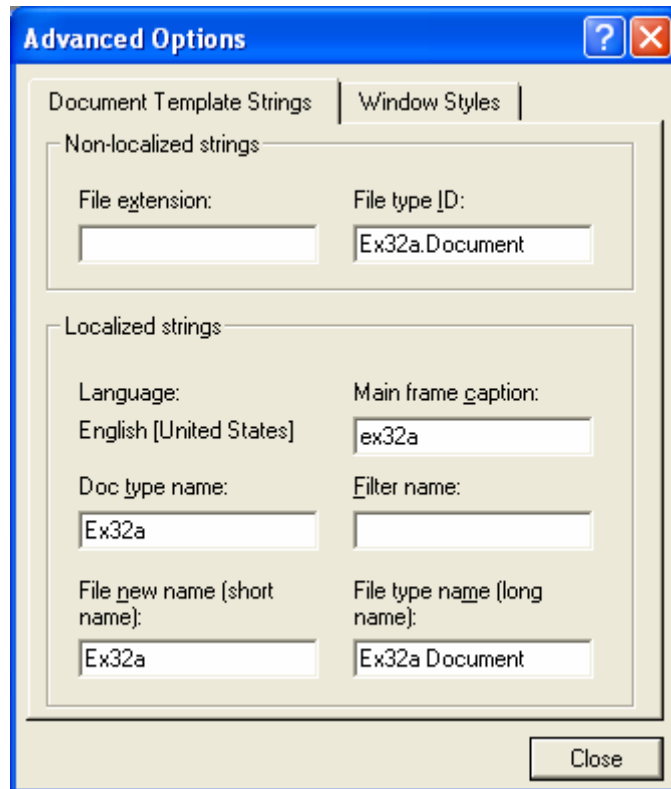 Advanced Options
?
Document Template Strings
Window Styles
Non-localized strings
File extension:
File type ID:
Ex32a.Document
Localized strings
Language:
Main frame caption:
English [United States]
ex32a
Doc type name:
Filter name:
Ex32a
File new name (short
name):
File type name (long
name):
Ex32a
Ex32a Document
Close